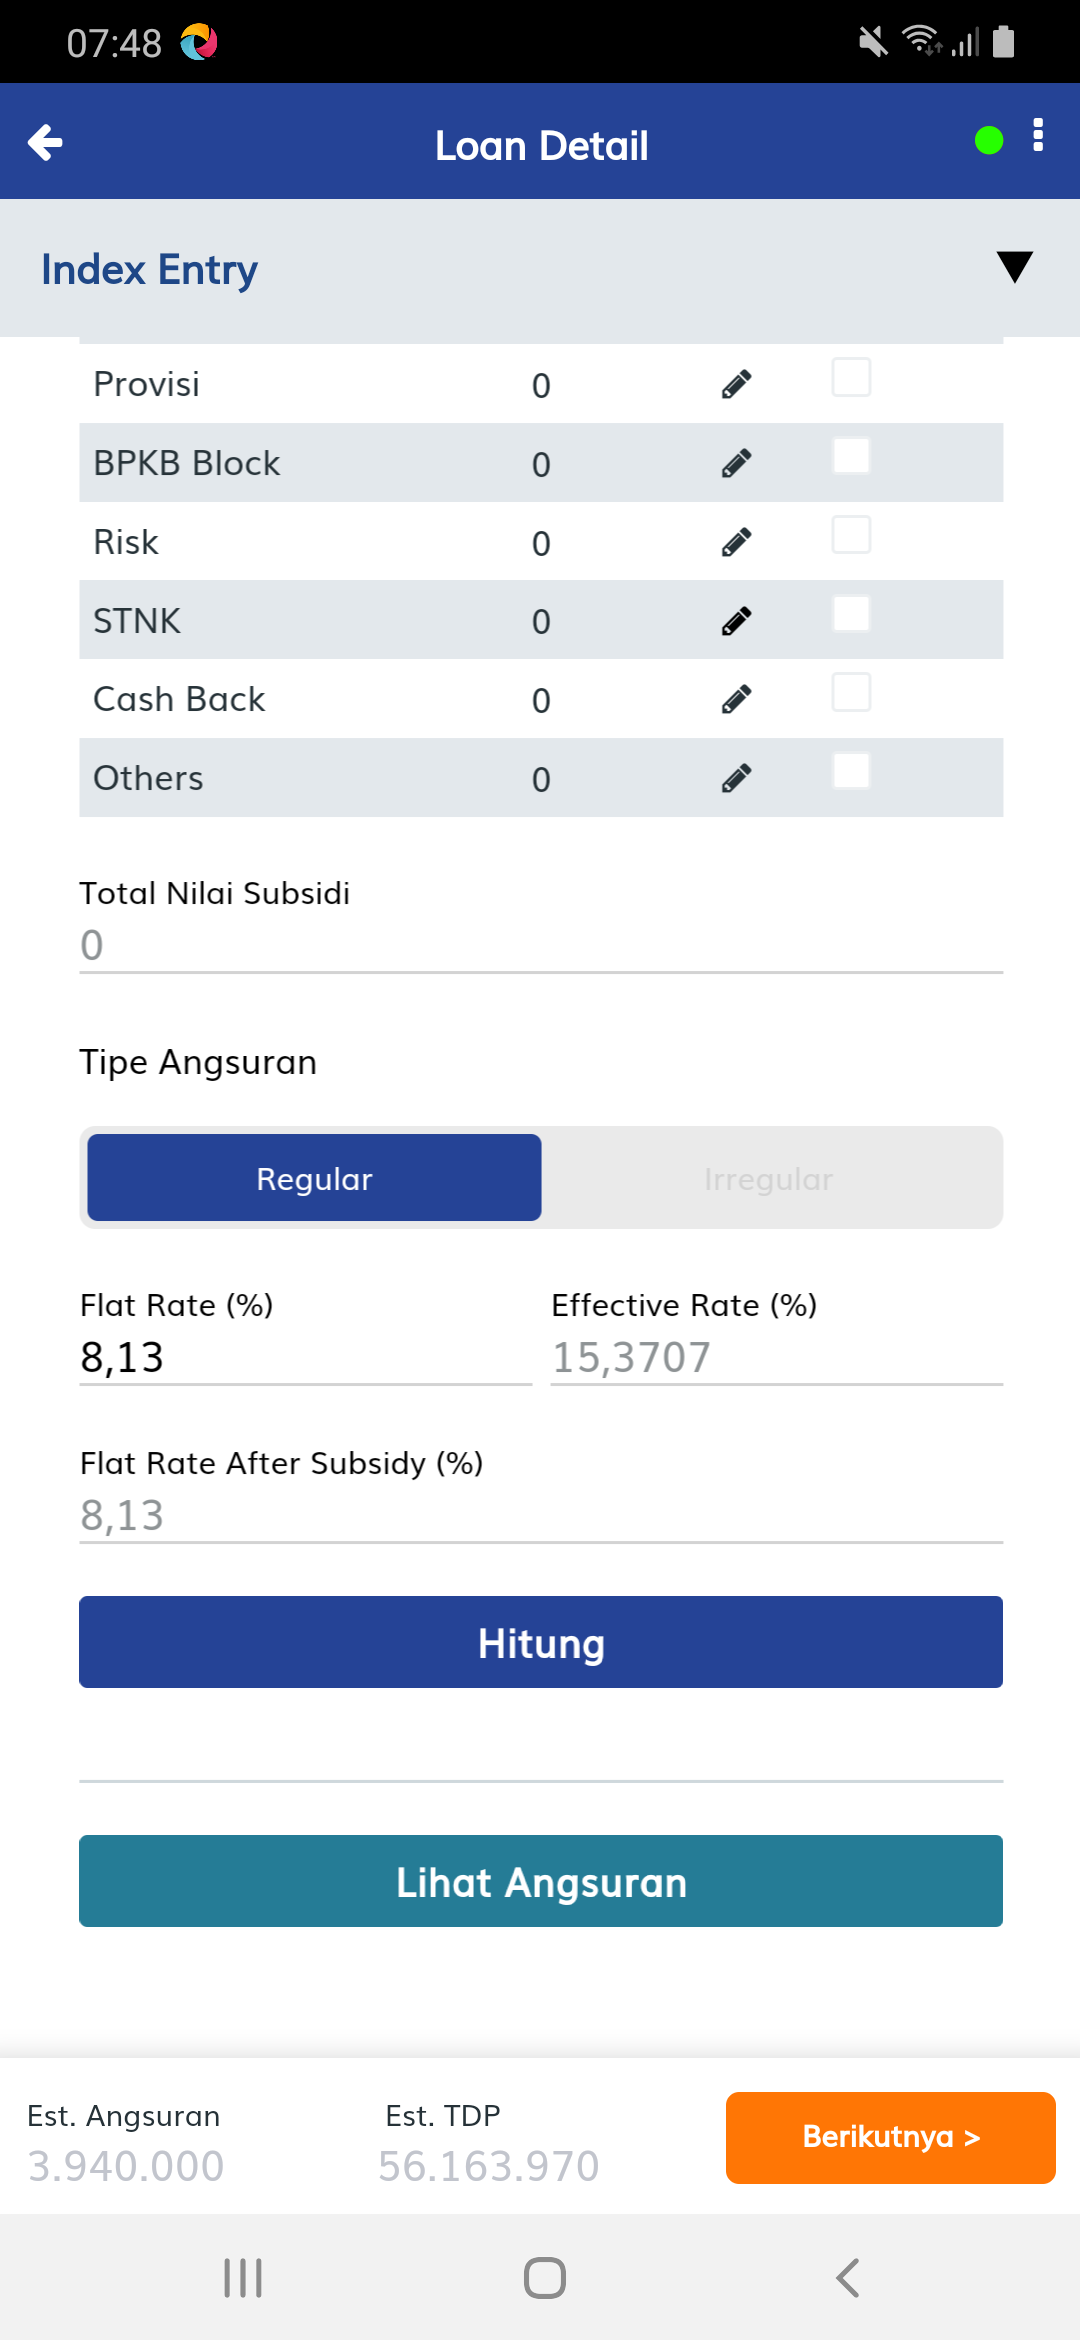 07:48
Loan Detail
Index Entry
Provisi 0
BPKB Block 0
Risk 0
STNK 0
Cash Back 0
Others 0
Total Nilai Subsidi
0
Tipe Angsuran
Regular Irregular
Flat Rate (%) Effective Rate (%)
8,13 15,3707
Flat Rate After Subsidy (%)
8,13
Hitung
Lihat Angsuran
Est. Angsuran Est. TDP
3.940.000 56.163.970
Berikutnya >